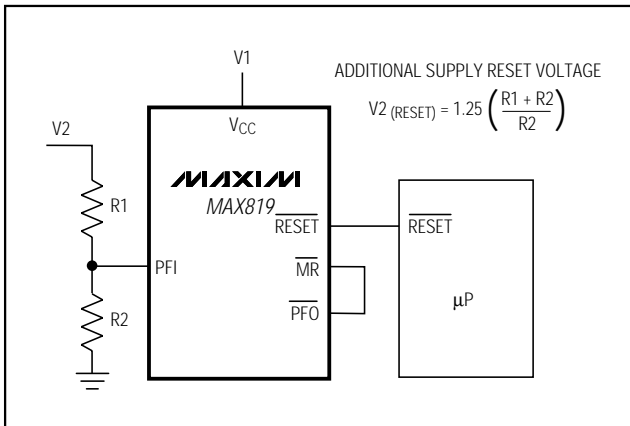 V1
ADDITIONAL SUPPLY RESET VOLTAGE
V2 (RESET) = 1.25 (R1 + R2 / R2)
V2
VCC
MAXIM
MAX819
R1
RESET
RESET
PFI
MR
µP
R2
PFO